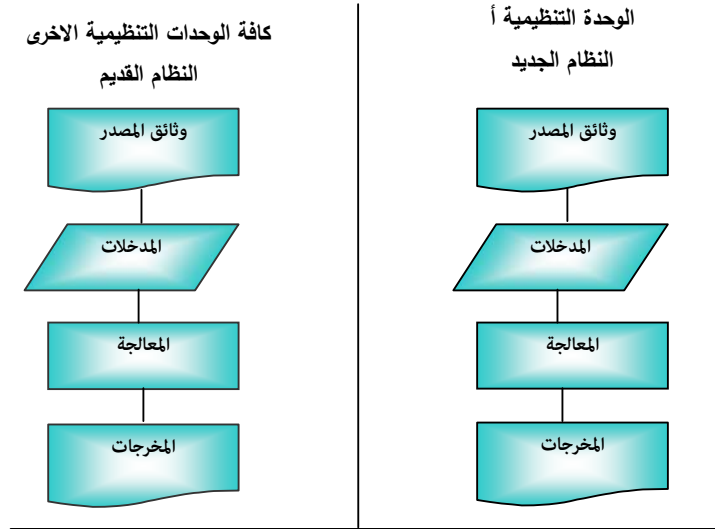 الوحدة التنظيمية أ
النظام الجديد
وثائق المصدر
المدخلات
المعالجة
المخرجات
كافة الوحدات التنظيمية الاخرى
النظام القديم
وثائق المصدر
المدخلات
المعالجة
المخرجات